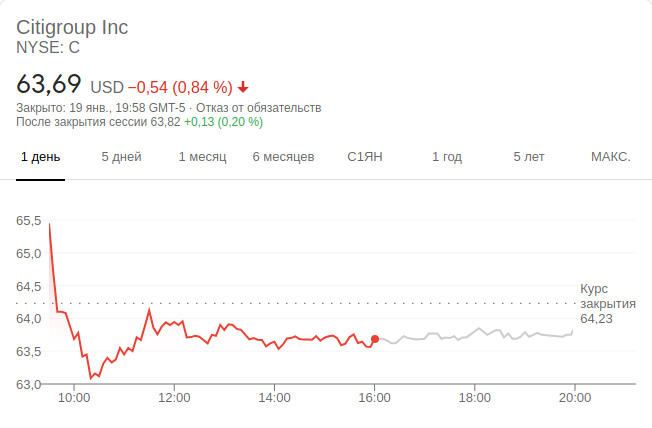 Citigroup Inc
NYSE: C
63,69 USD −0,54 (0,84 %)
Закрыто: 19 янв., 19:58 GMT-5 · Отказ от обязательств
После закрытия сессии 63,82 +0,13 (0,20 %)
1 день 5 дней 1 месяц 6 месяцев С1ЯН 1 год 5 лет МАКС.
65,5
65,0
64,5
64,0
63,5
63,0
Курс
закрытия
64,23
10:00 12:00 14:00 16:00 18:00 20:00